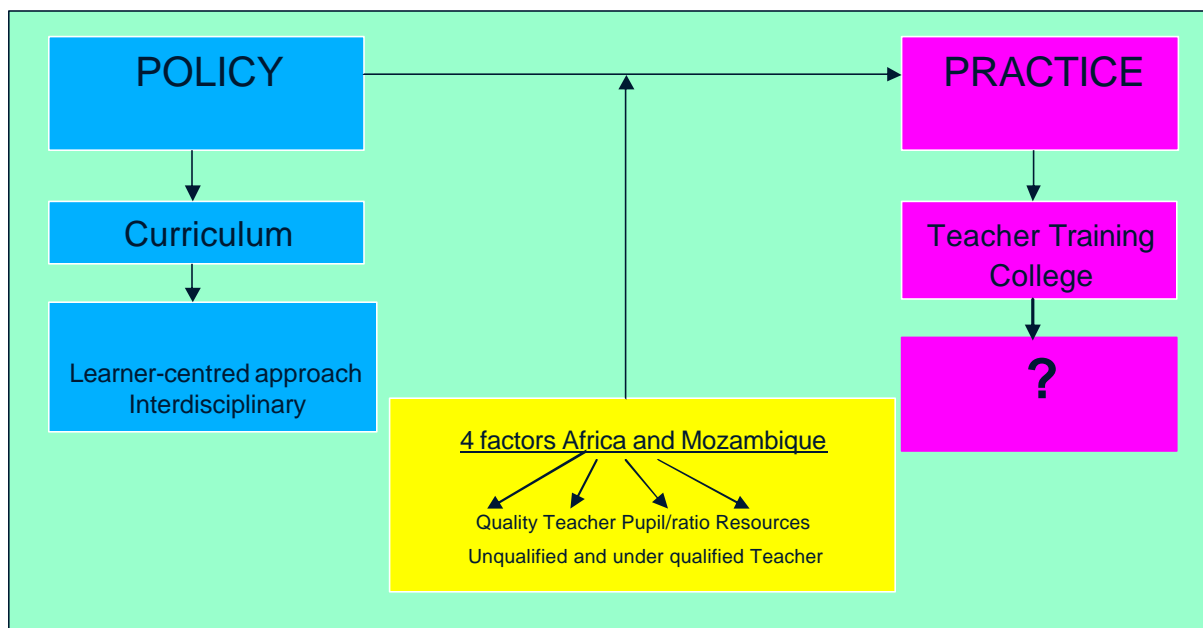 POLICY
PRACTICE
Curriculum
Teacher Training
College
Learner-centred approach
Interdisciplinary
?
4 factors Africa and Mozambique
Quality Teacher Pupil/ratio Resources
Unqualified and under qualified Teacher